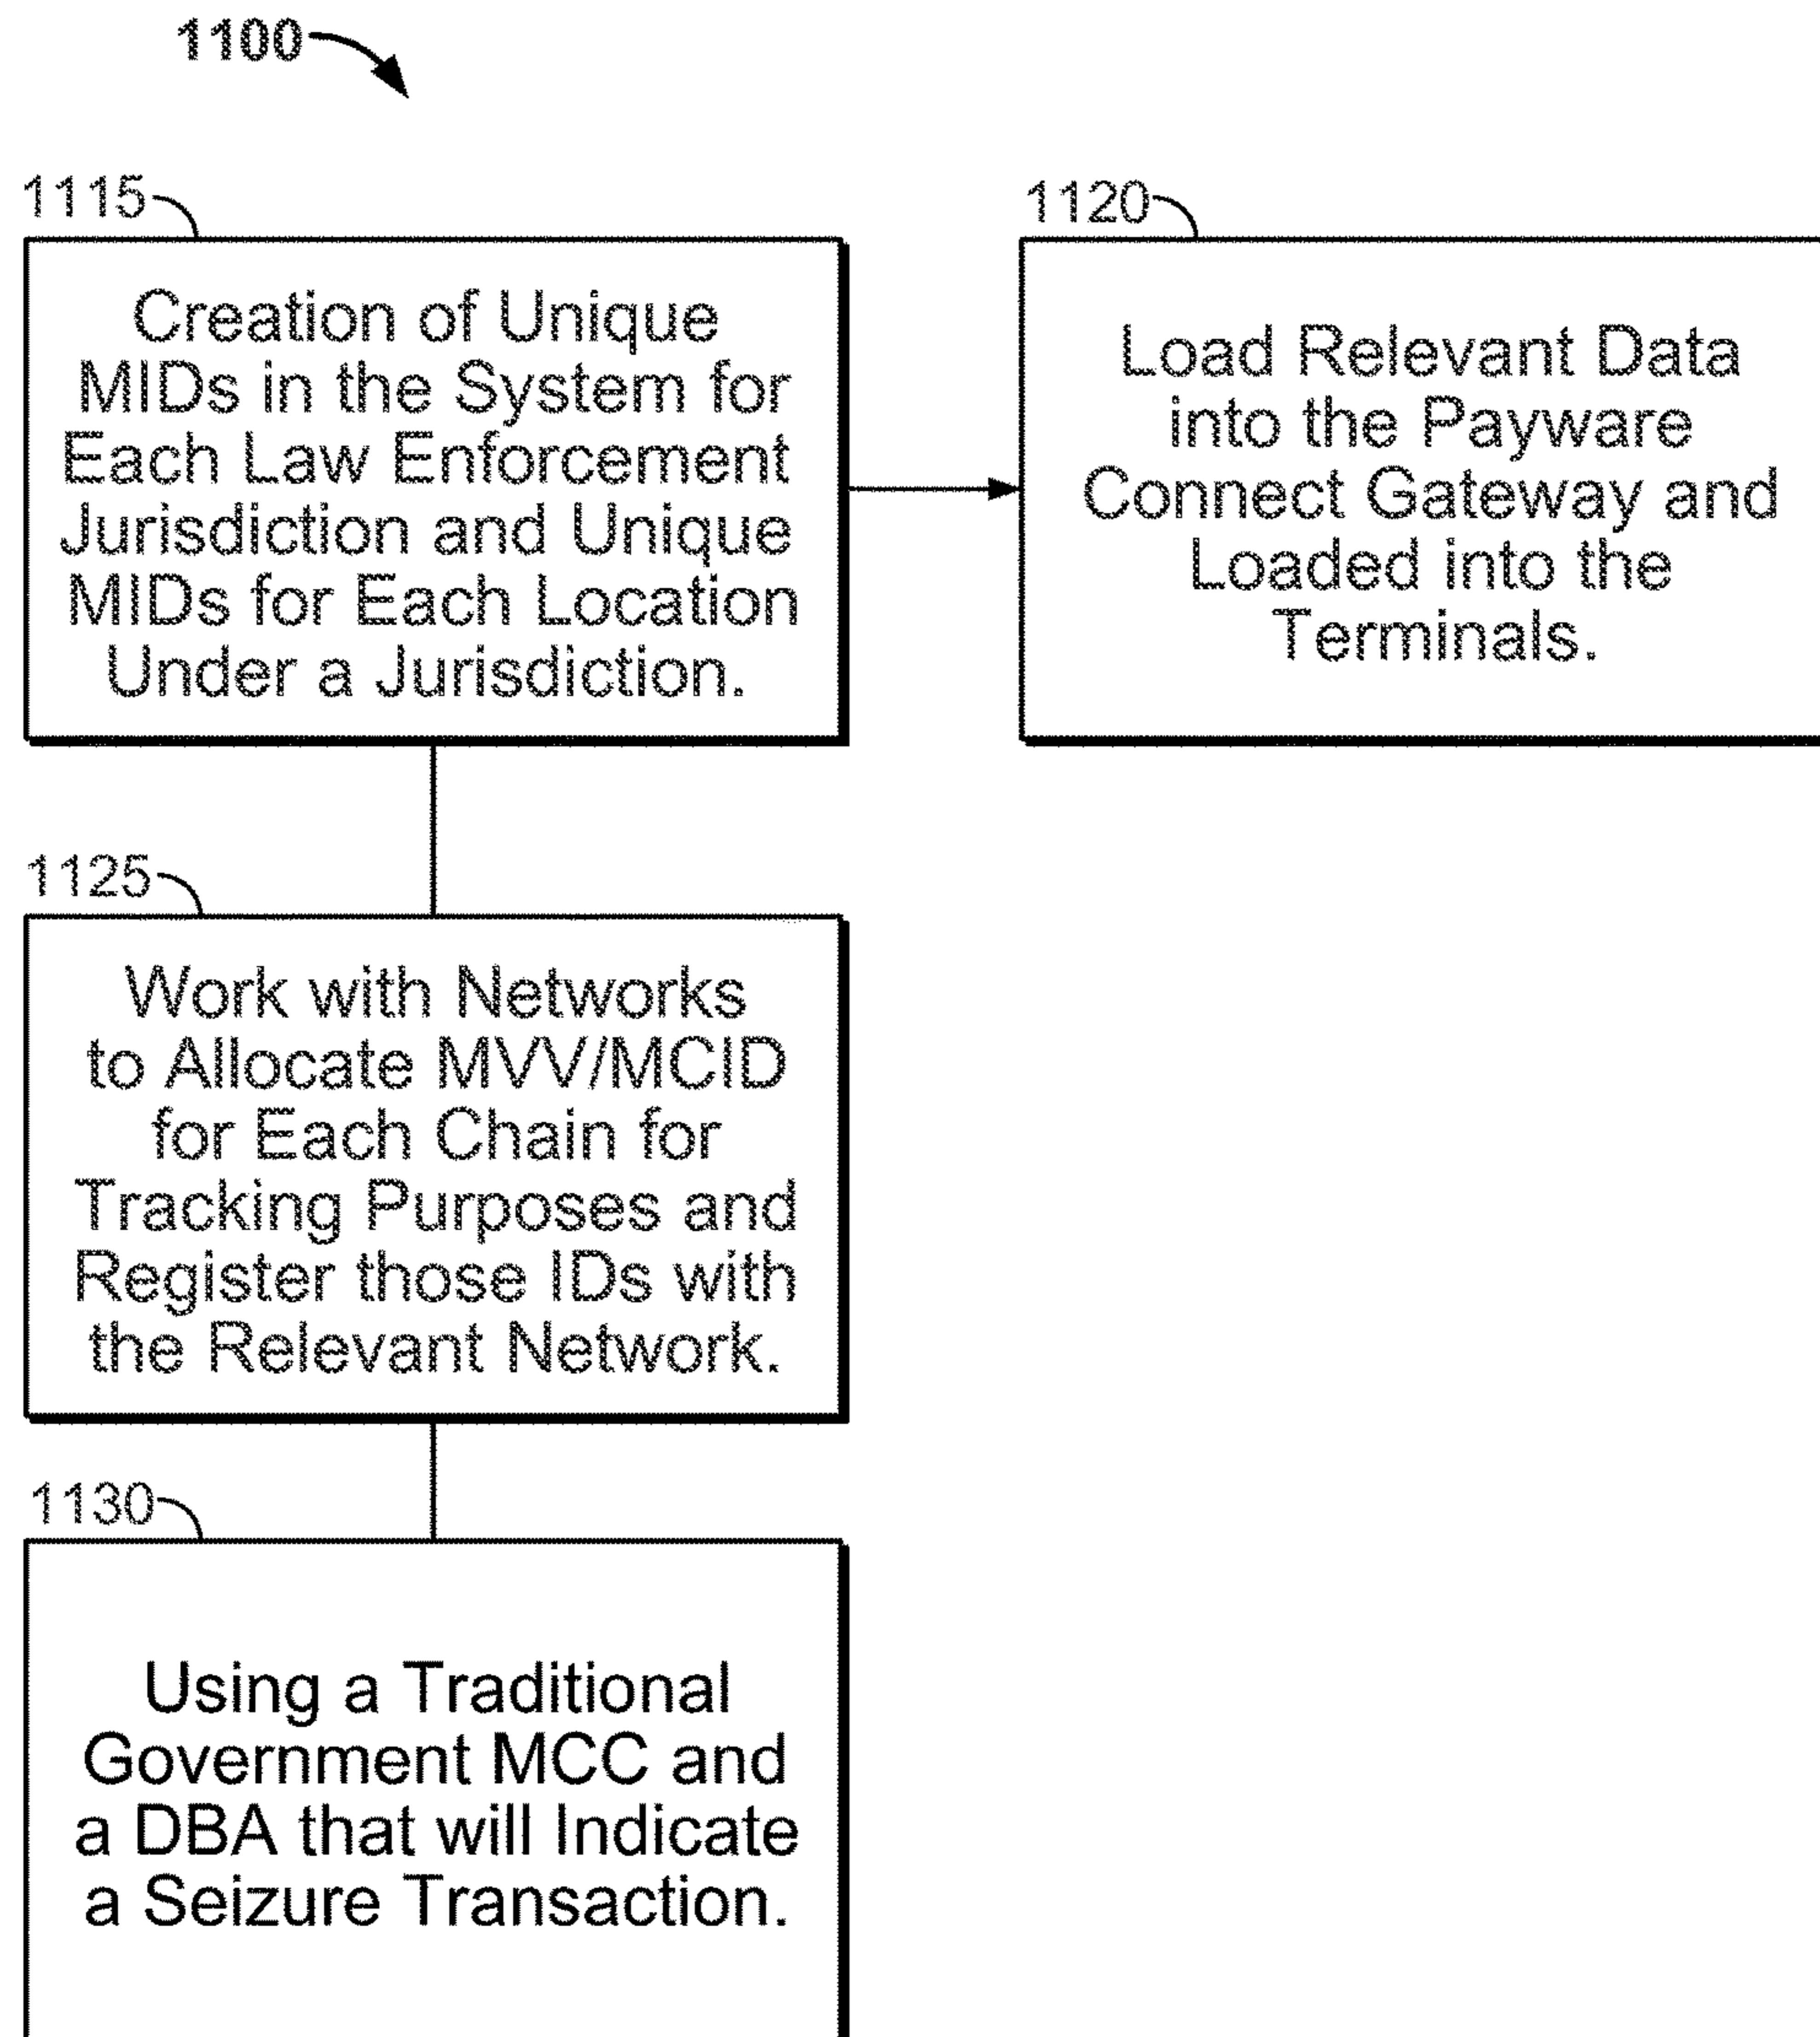 1100
1115
Creation of Unique
MIDs in the System for
Each Law Enforcement
Jurisdiction and Unique
MIDs for Each Location
Under a Jurisdiction.
1120
Load Relevant Data
into the Payware
Connect Gateway and
Loaded into the
Terminals.
1125
Work with Networks
to Allocate MVV/MCID
for Each Chain for
Tracking Purposes and
Register those IDs with
the Relevant Network.
1130
Using a Traditional
Government MCC and
a DBA that will Indicate
a Seizure Transaction.